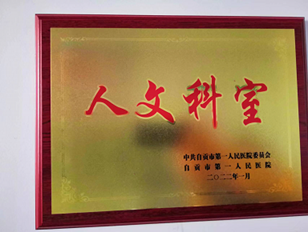 人文科室
中共自贡市第一人民医院委员会
自贡市第一人民医院
二〇二二年一月